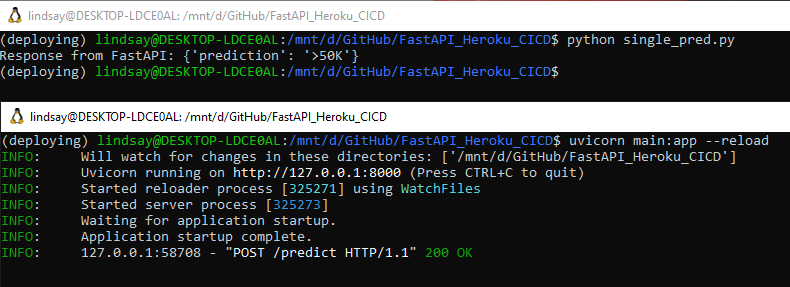 lindsay@DESKTOP-LDCE0AL: /mnt/d/GitHub/FastAPI_Heroku_CICD
(deploying) lindsay@DESKTOP-LDCE0AL:/mnt/d/GitHub/FastAPI_Heroku_CICD$ python single_pred.py
Response from FastAPI: {'prediction': '>50K'}
(deploying) lindsay@DESKTOP-LDCE0AL:/mnt/d/GitHub/FastAPI_Heroku_CICD$
lindsay@DESKTOP-LDCE0AL: /mnt/d/GitHub/FastAPI_Heroku_CICD
(deploying) lindsay@DESKTOP-LDCE0AL:/mnt/d/GitHub/FastAPI_Heroku_CICD$ uvicorn main:app --reload
INFO:     Will watch for changes in these directories: ['/mnt/d/GitHub/FastAPI_Heroku_CICD']
INFO:     Uvicorn running on http://127.0.0.1:8000 (Press CTRL+C to quit)
INFO:     Started reloader process [325271] using WatchFiles
INFO:     Started server process [325273]
INFO:     Waiting for application startup.
INFO:     Application startup complete.
INFO:     127.0.0.1:58708 - "POST /predict HTTP/1.1" 200 OK